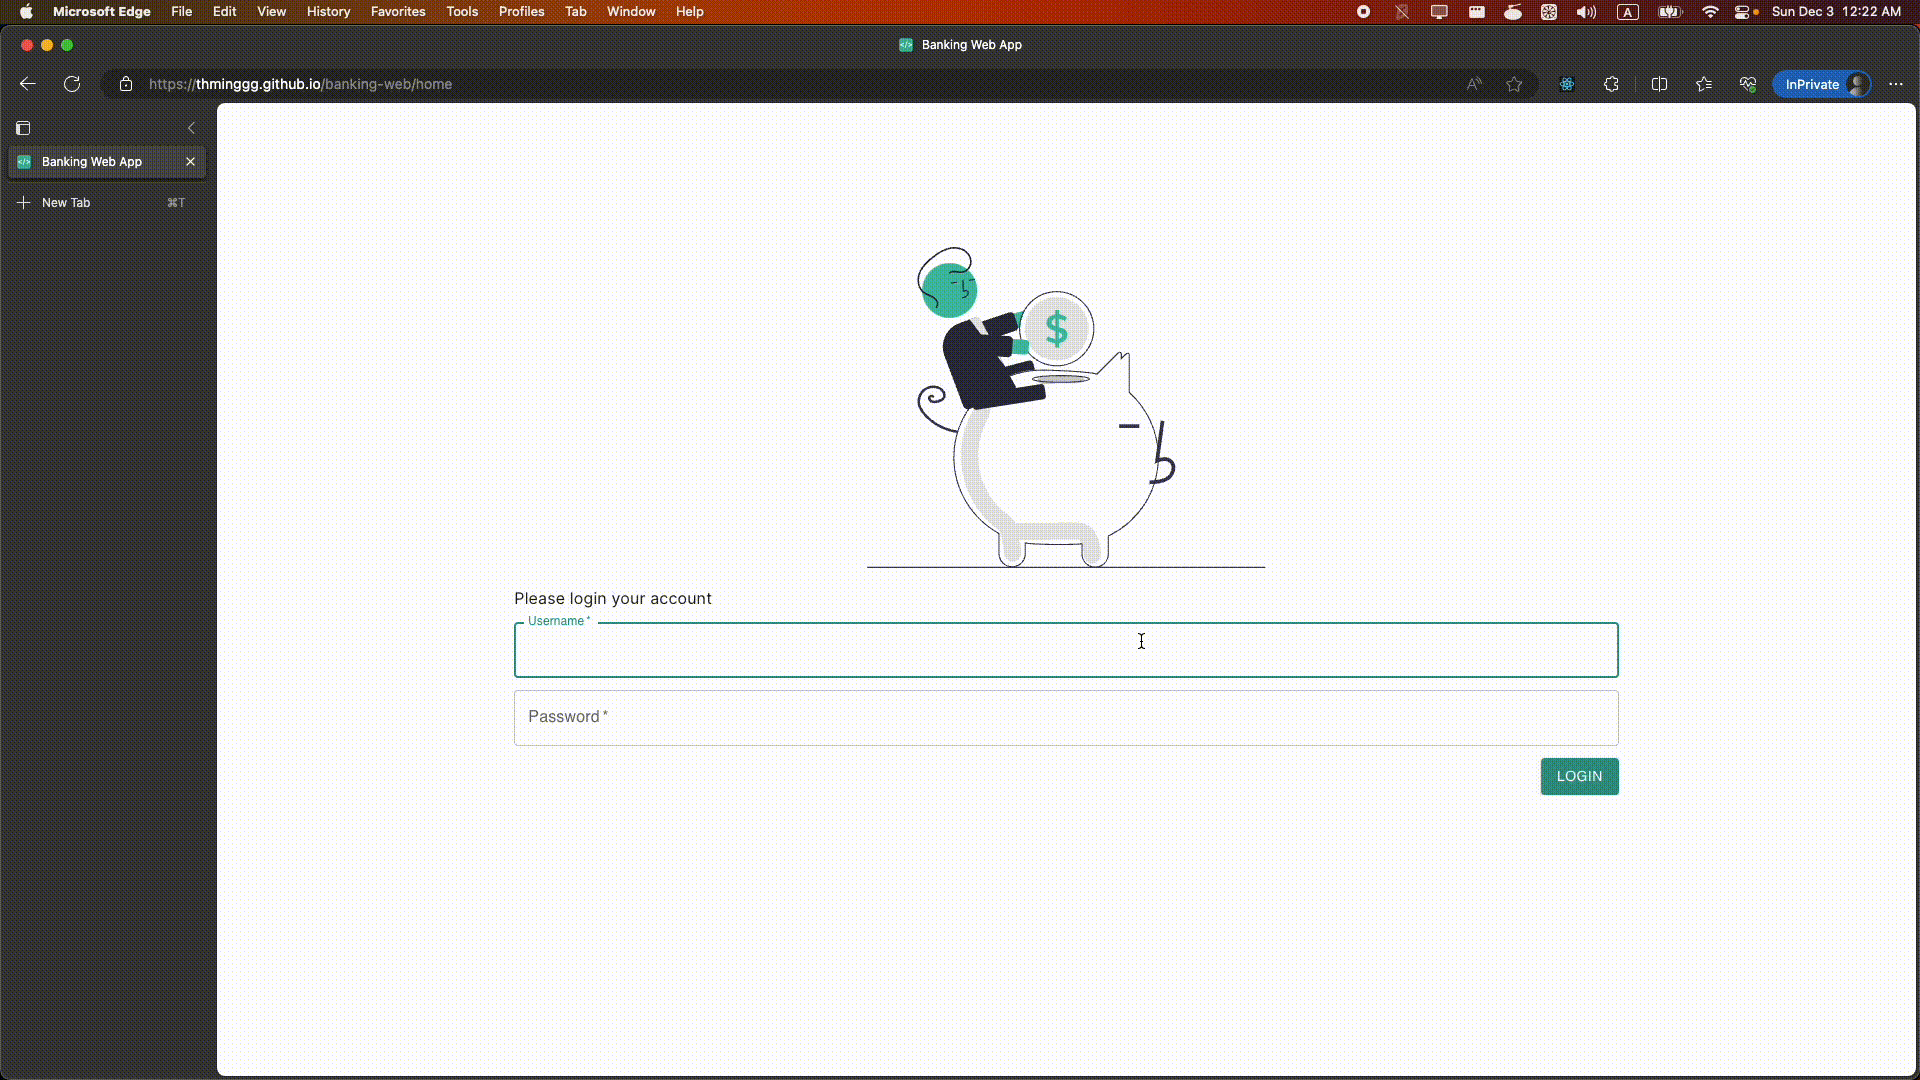 Microsoft Edge File Edit View History Favorites Tools Profiles Tab Window Help A Sun Dec 3 12:22 AM
Banking Web App
https://thminggg.github.io/banking-web/home
InPrivate
Banking Web App
New Tab ⌘T
$
Please login your account
Username *
Password *
LOGIN